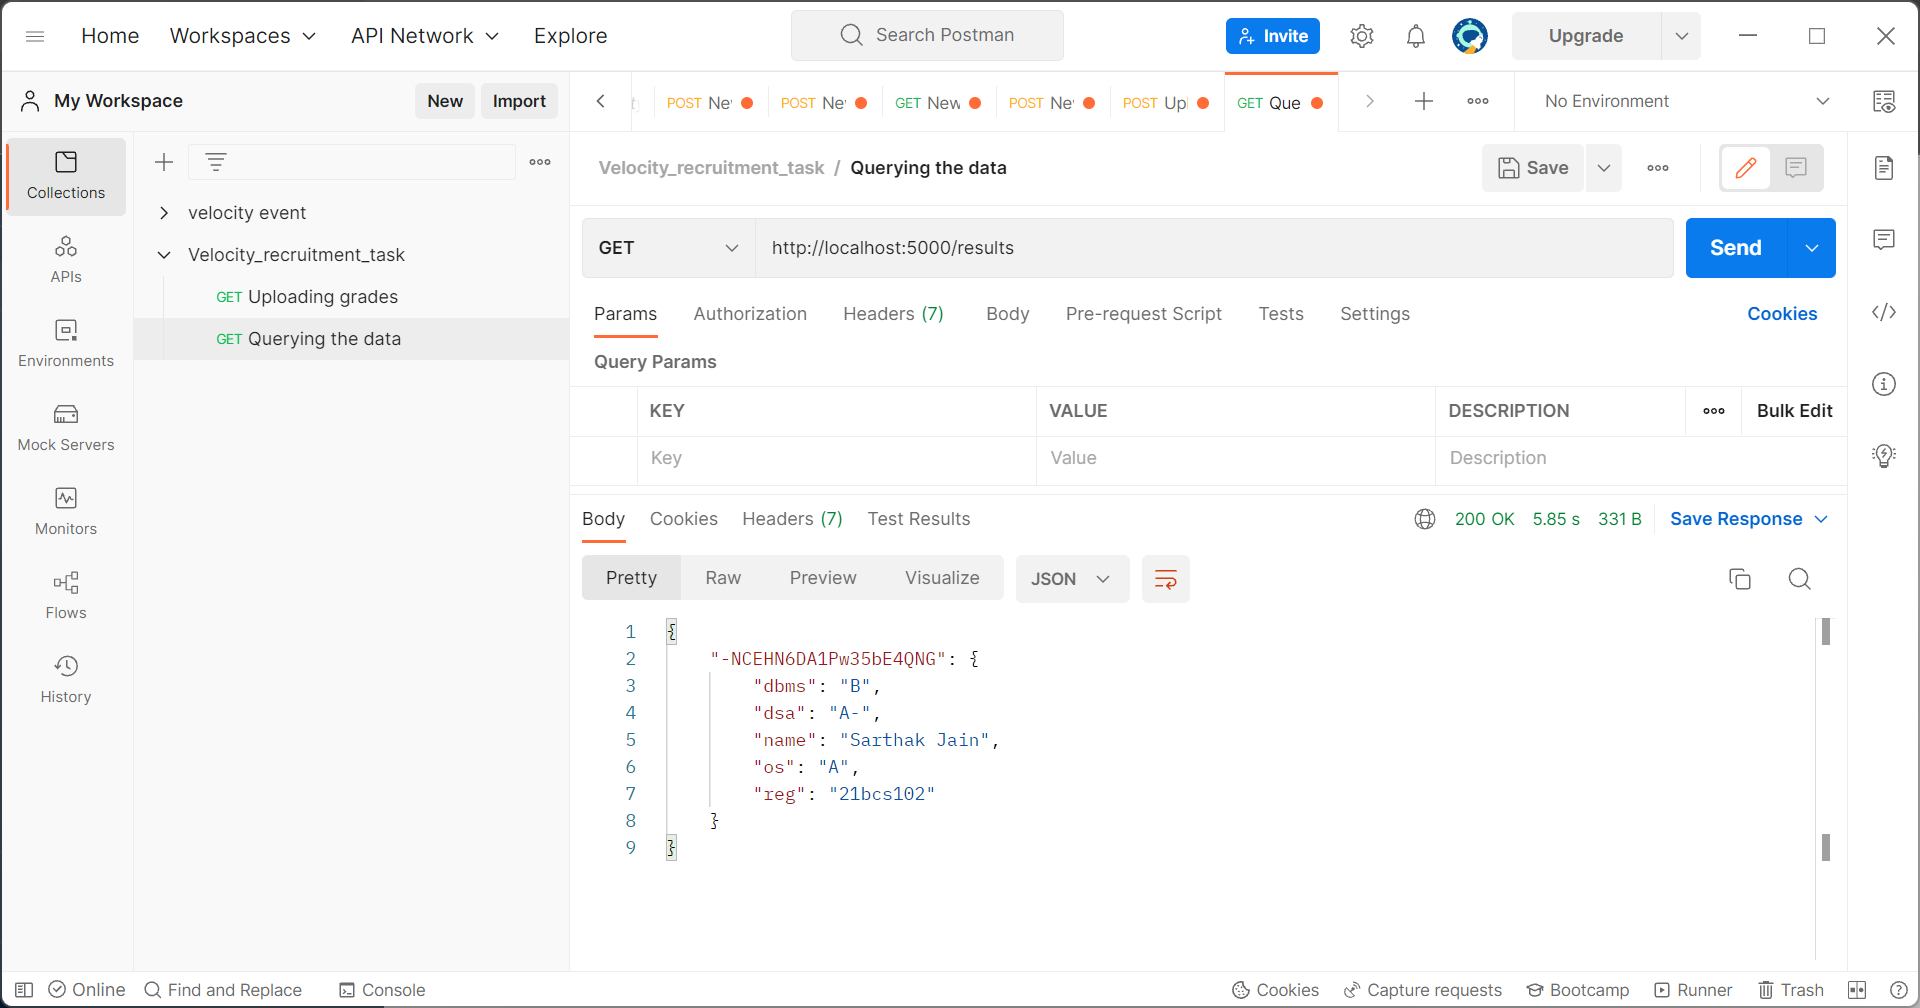 Home Workspaces API Network Explore Search Postman Invite Upgrade
My Workspace New Import POST Ne POST Ne GET New POST Ne POST Up GET Que No Environment
Velocity_recruitment_task / Querying the data Save
Collections
velocity event
Velocity_recruitment_task
GET Uploading grades
GET Querying the data
APIs
Environments
Mock Servers
Monitors
Flows
History
GET http://localhost:5000/results Send
Params Authorization Headers (7) Body Pre-request Script Tests Settings Cookies
Query Params
KEY VALUE DESCRIPTION Bulk Edit
Key Value Description
Body Cookies Headers (7) Test Results 200 OK 5.85 s 331 B Save Response
Pretty Raw Preview Visualize JSON
1 {
2 "-NCEHN6DA1Pw35bE4QNG": {
3 "dbms": "B",
4 "dsa": "A-",
5 "name": "Sarthak Jain",
6 "os": "A",
7 "reg": "21bcs102"
8 }
9 }
Online Find and Replace Console Cookies Capture requests Bootcamp Runner Trash